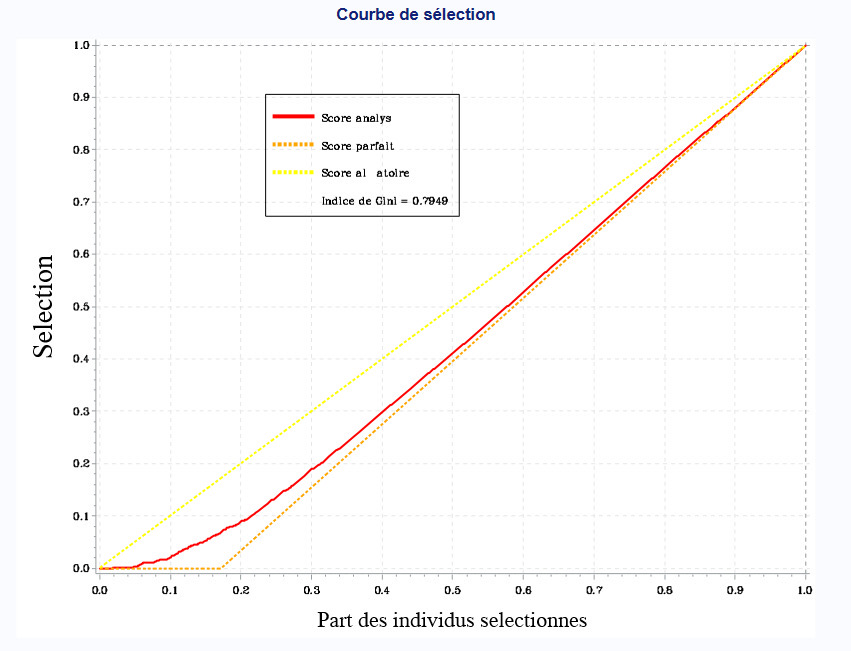 Courbe de sélection
1.0
0.9
0.8
0.7
0.6
0.5
0.4
0.3
0.2
0.1
0.0
Selection
Score analys
Score parfait
Score al atoire
Indice de Gini = 0.7949
0.0 0.1 0.2 0.3 0.4 0.5 0.6 0.7 0.8 0.9 1.0
Part des individus selectionnes